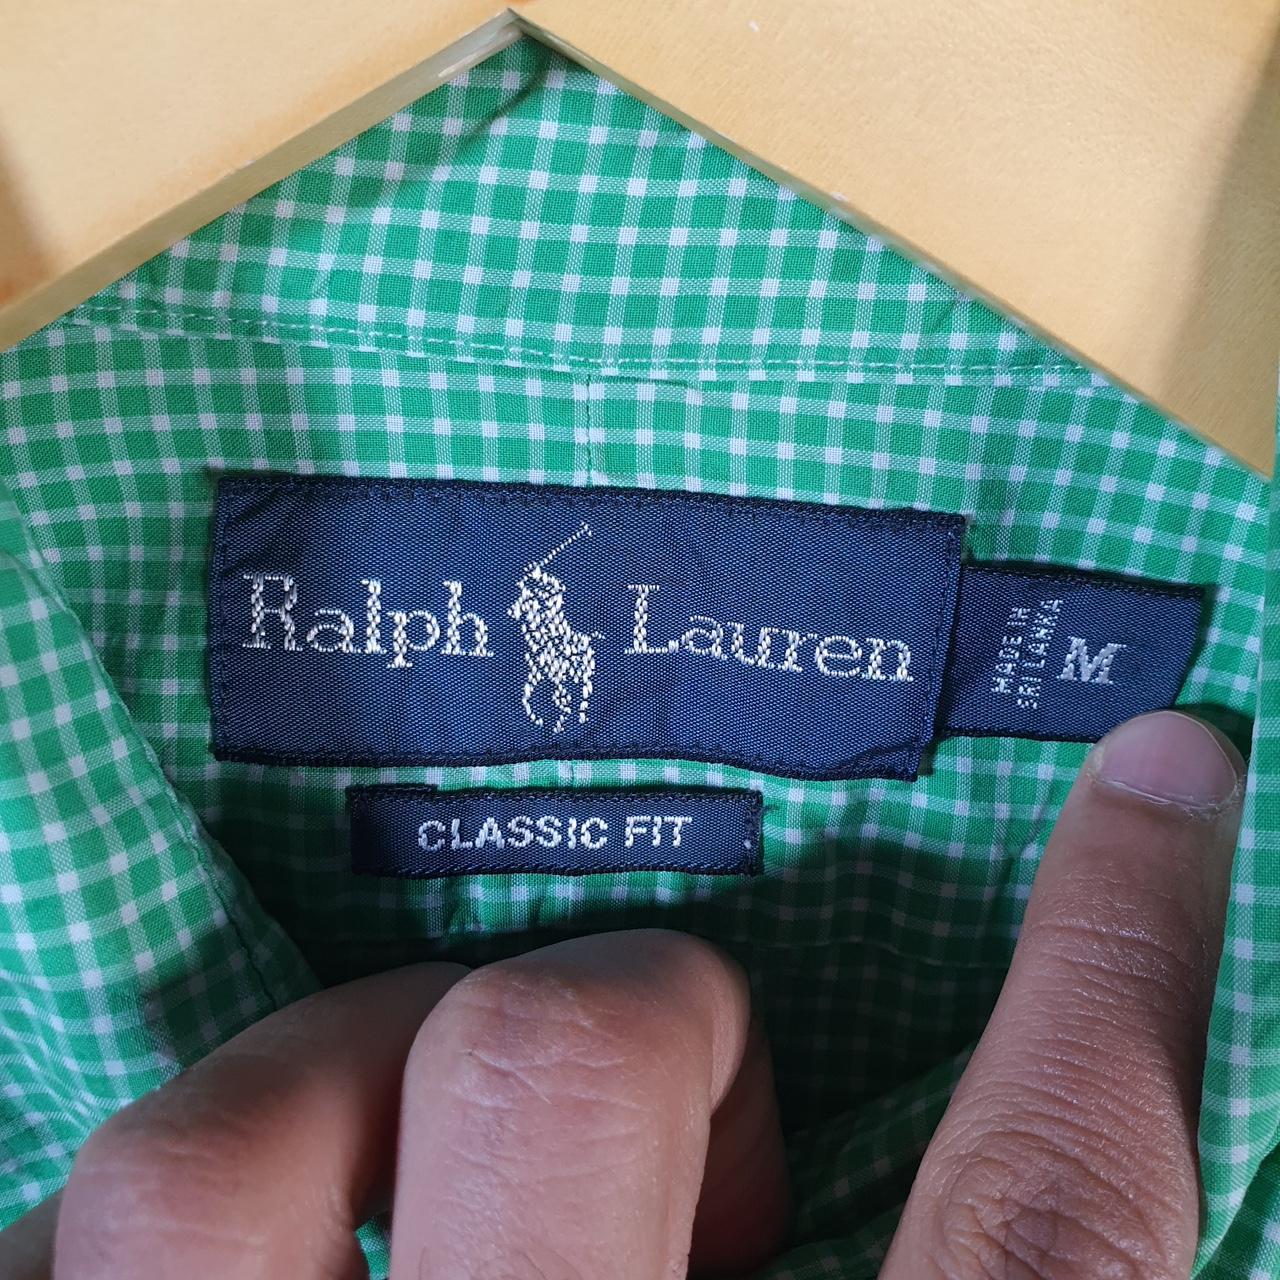 Ralph Lauren
MADE IN
SRI LANKA
M
CLASSIC FIT